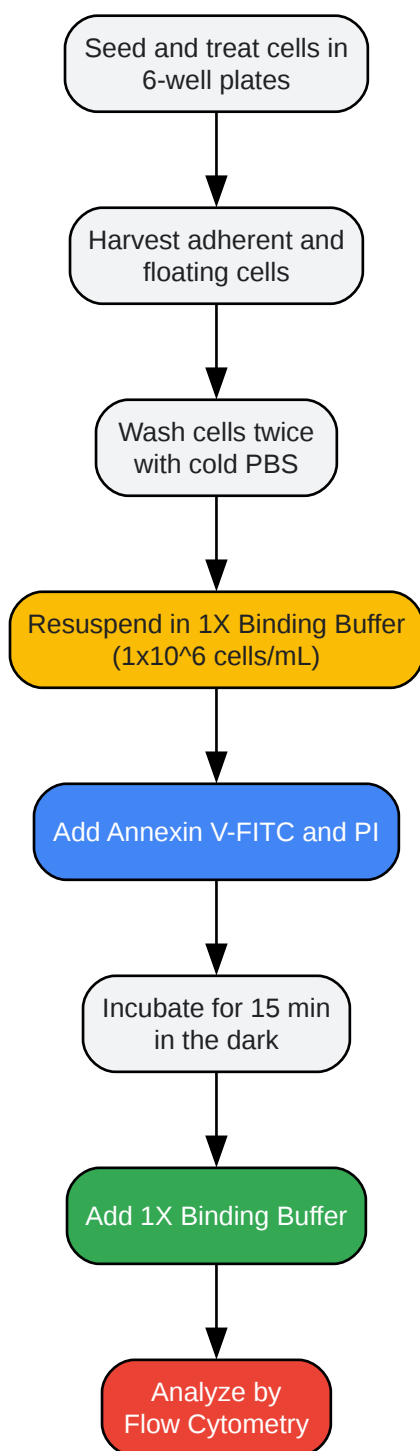 Seed and treat cells in
6-well plates
Harvest adherent and
floating cells
Wash cells twice
with cold PBS
Resuspend in 1X Binding Buffer
(1x10^6 cells/mL)
Add Annexin V-FITC and PI
Incubate for 15 min
in the dark
Add 1X Binding Buffer
Analyze by
Flow Cytometry